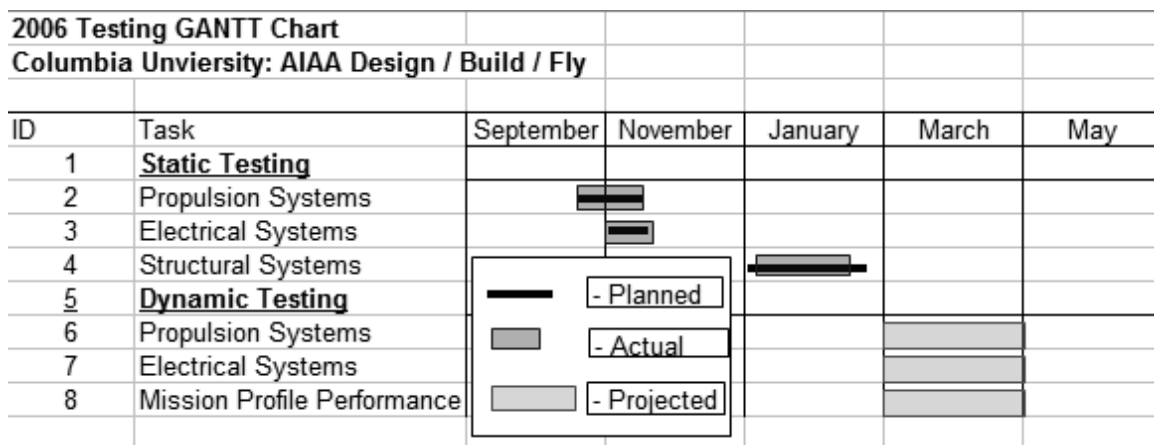 2006 Testing GANTT Chart
Columbia Unviersity: AIAA Design / Build / Fly
ID Task September November January March May
1 Static Testing
2 Propulsion Systems
3 Electrical Systems
4 Structural Systems
5 Dynamic Testing
6 Propulsion Systems
7 Electrical Systems
8 Mission Profile Performance
- Planned
- Actual
- Projected